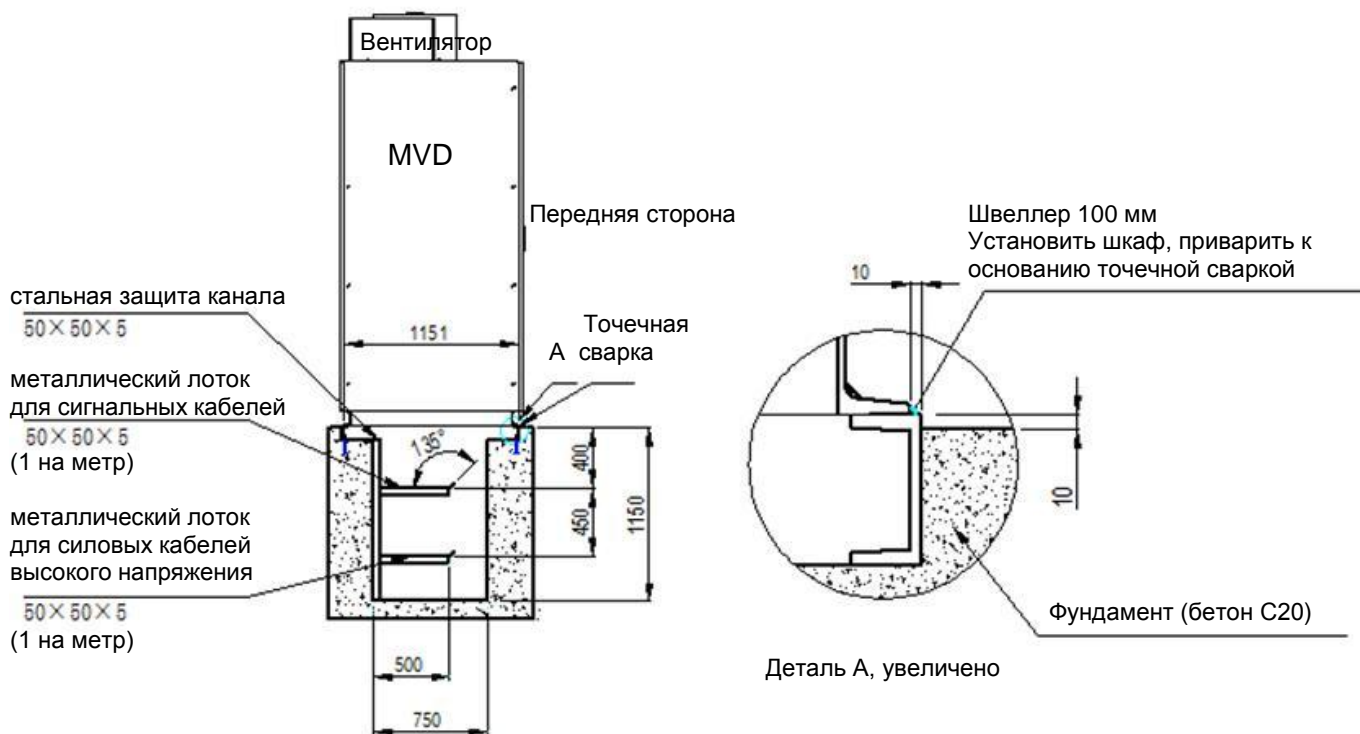 Вентилятор
MVD
Передняя сторона
стальная защита канала
50×50×5
металлический лоток
для сигнальных кабелей
50×50×5
(1 на метр)
металлический лоток
для силовых кабелей
высокого напряжения
50×50×5
(1 на метр)
1151
Точечная
А сварка
135°
400
450
1150
500
750
Швеллер 100 мм
Установить шкаф, приварить к
основанию точечной сваркой
10
10
Фундамент (бетон С20)
Деталь А, увеличено